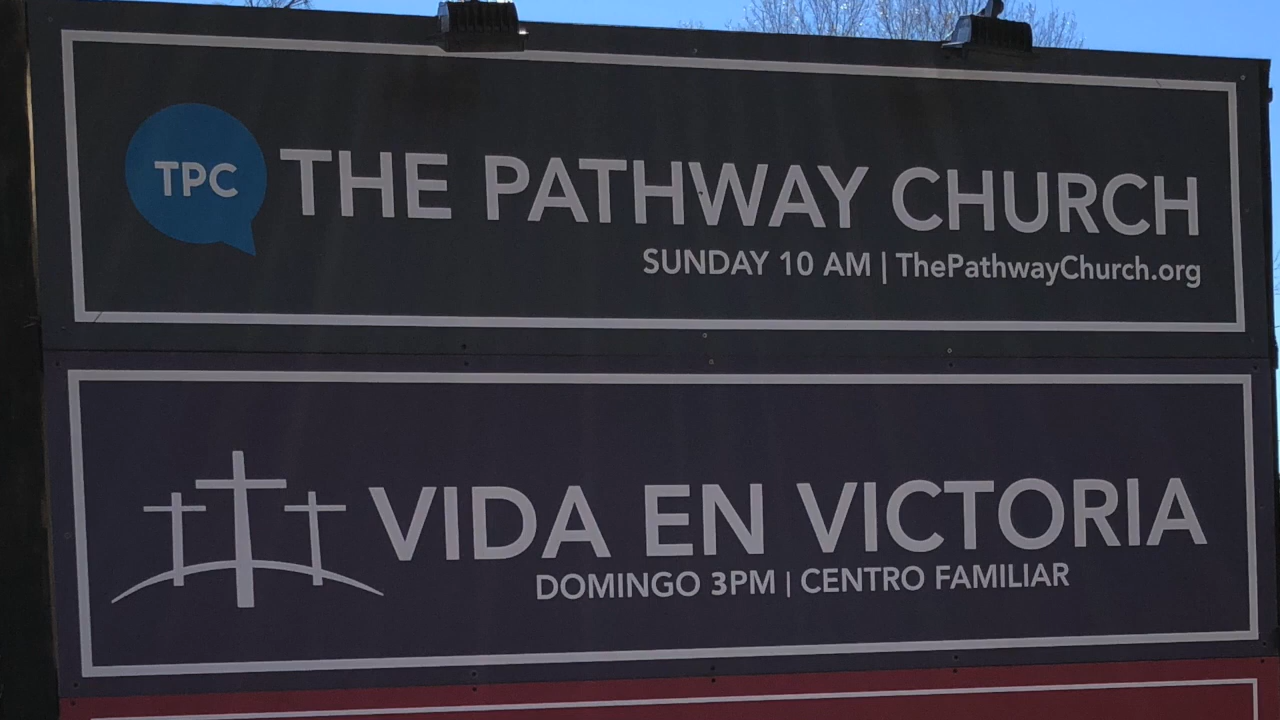 TPC
THE PATHWAY CHURCH
SUNDAY 10 AM | ThePathwayChurch.org
VIDA EN VICTORIA
DOMINGO 3PM | CENTRO FAMILIAR